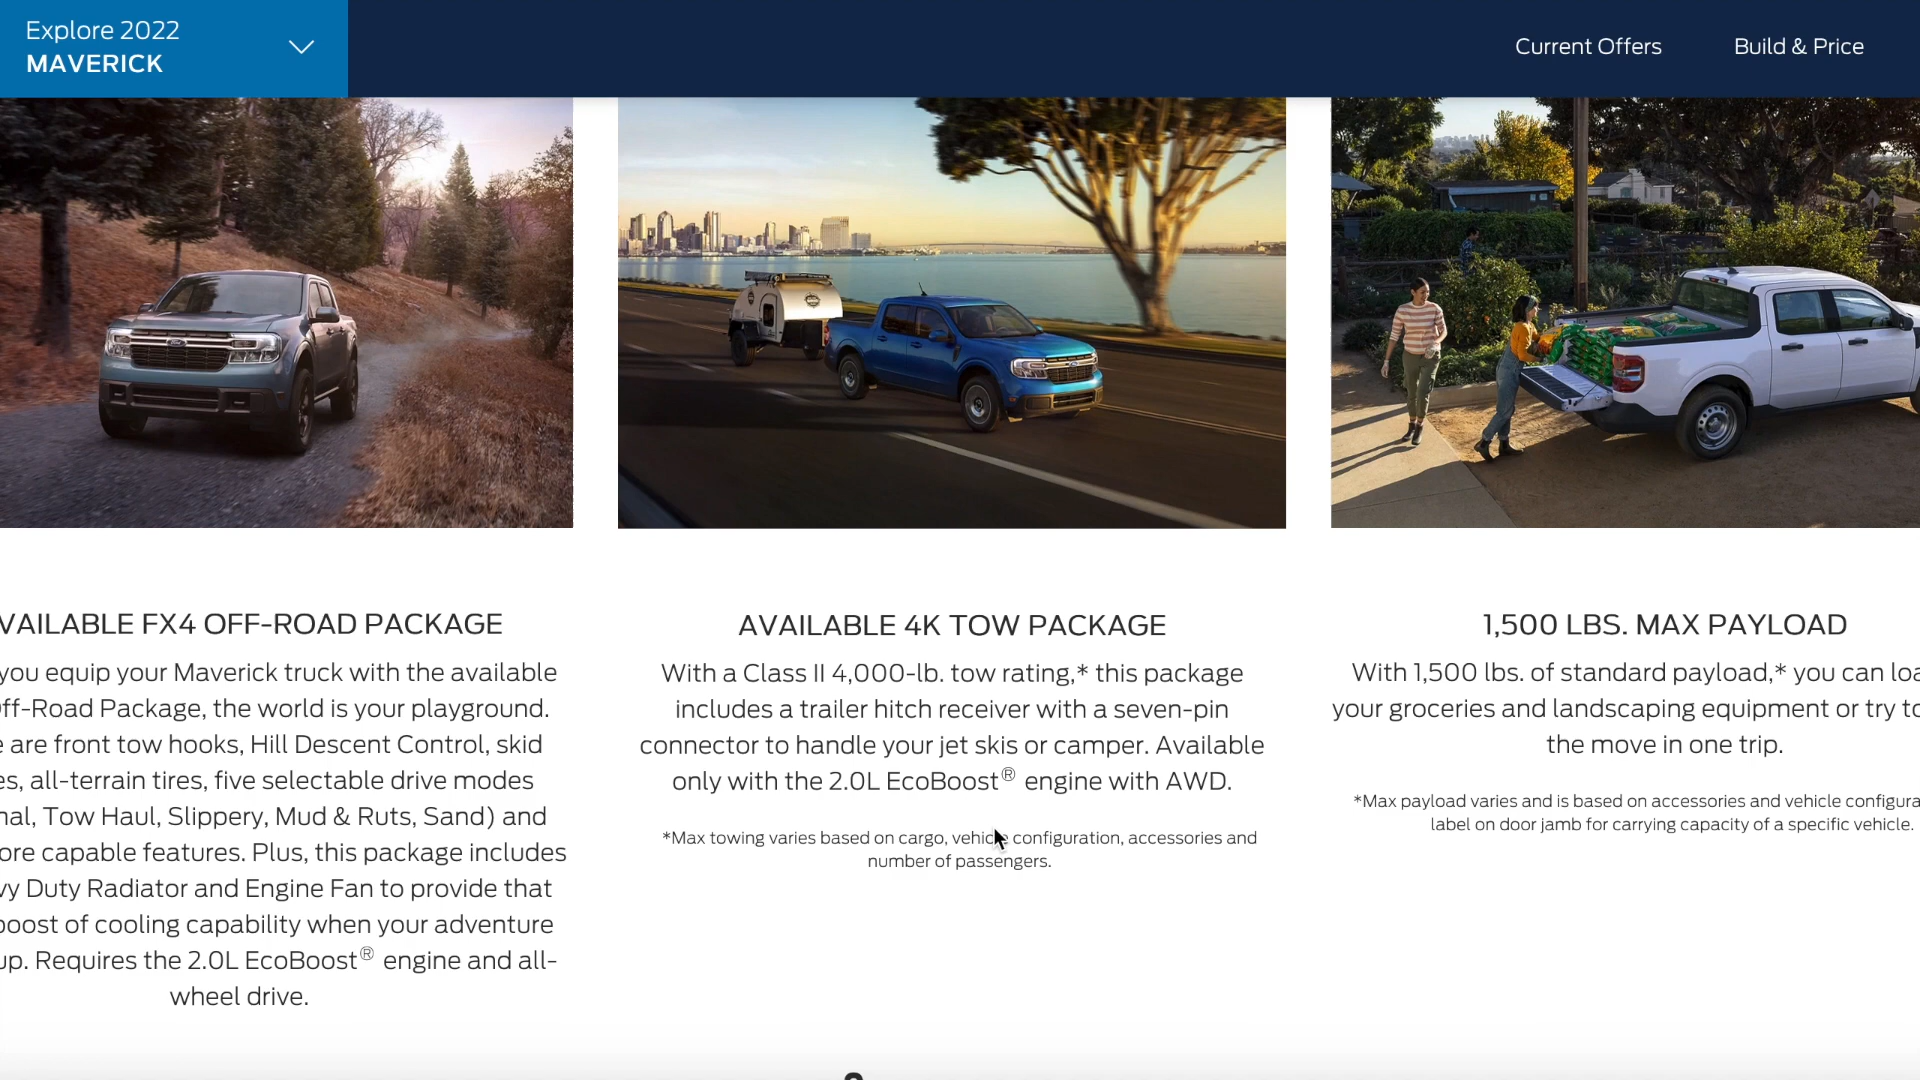 Explore 2022
MAVERICK
Current Offers
Build & Price
VAILABLE FX4 OFF-ROAD PACKAGE
you equip your Maverick truck with the available
ff-Road Package, the world is your playground.
are front tow hooks, Hill Descent Control, skid
es, all-terrain tires, five selectable drive modes
nal, Tow Haul, Slippery, Mud & Ruts, Sand) and
ore capable features. Plus, this package includes
vy Duty Radiator and Engine Fan to provide that
boost of cooling capability when your adventure
up. Requires the 2.0L EcoBoost® engine and all-
wheel drive.
AVAILABLE 4K TOW PACKAGE
With a Class II 4,000-lb. tow rating,* this package
includes a trailer hitch receiver with a seven-pin
connector to handle your jet skis or camper. Available
only with the 2.0L EcoBoost® engine with AWD.
*Max towing varies based on cargo, vehicle configuration, accessories and
number of passengers.
1,500 LBS. MAX PAYLOAD
With 1,500 lbs. of standard payload,* you can loa
your groceries and landscaping equipment or try to
the move in one trip.
*Max payload varies and is based on accessories and vehicle configura
label on door jamb for carrying capacity of a specific vehicle.